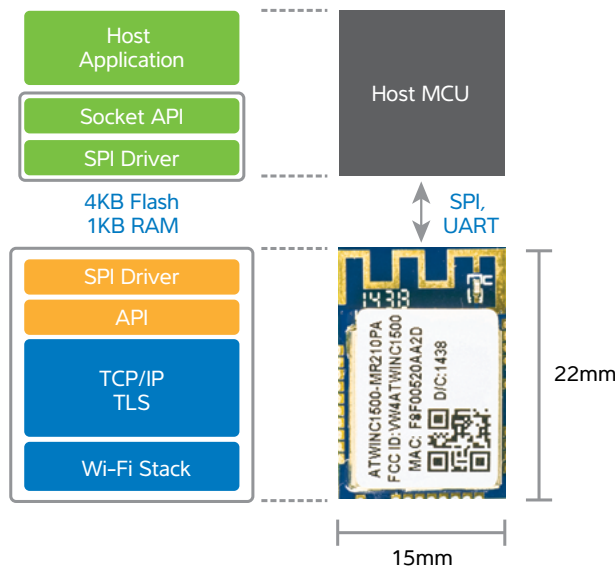 Host
Application
Socket API
SPI Driver
4KB Flash
1KB RAM
SPI Driver
API
TCP/IP
TLS
Wi-Fi Stack
Host MCU
SPI,
UART
1438
ATWINC1500-MR210PA
FCC ID:VW4ATWINC1500
MAC: F8F00520AA2D
D/C:1438
22mm
15mm